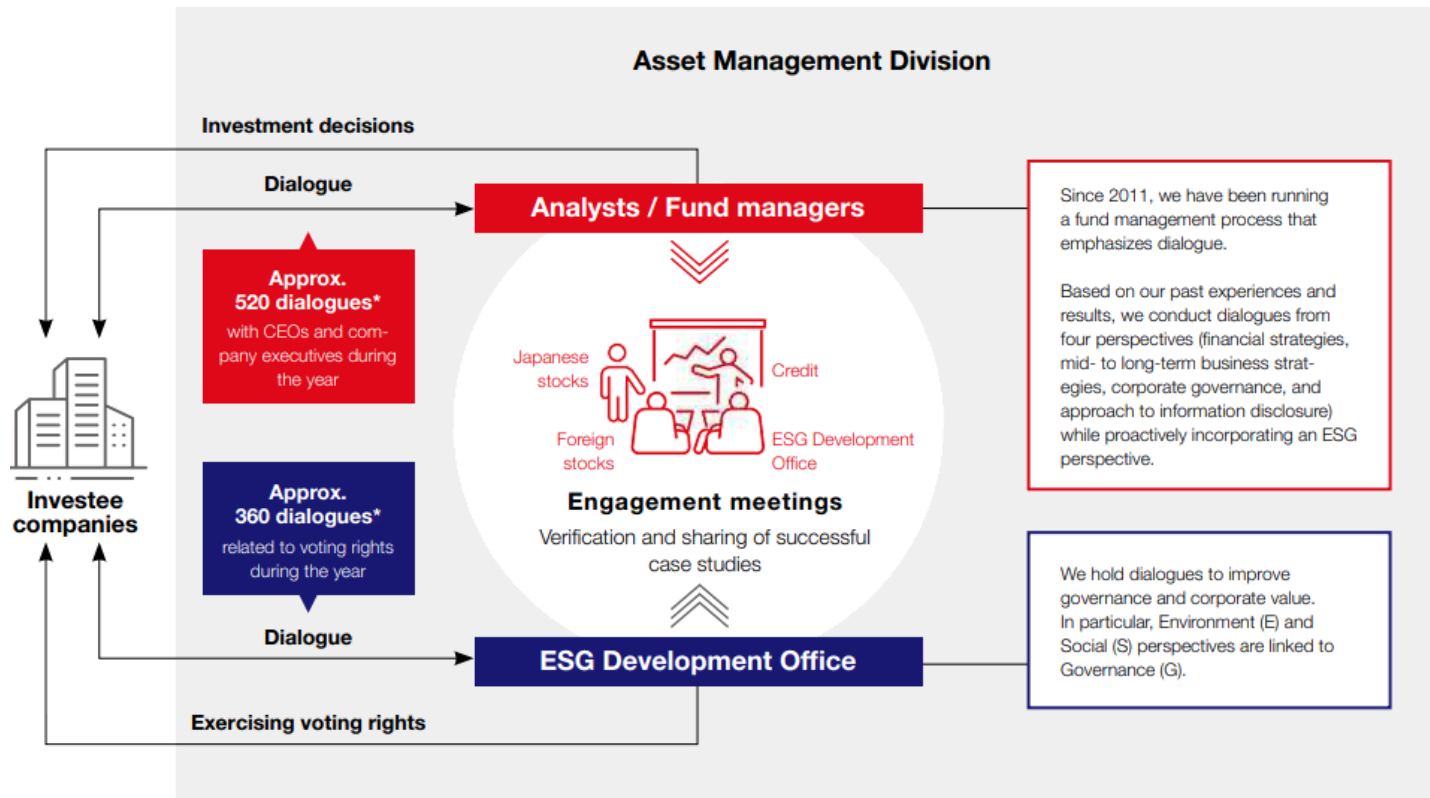 Asset Management Division
Investment decisions
Dialogue
Analysts / Fund managers
Approx.
520 dialogues*
with CEOs and com-
pany executives during
the year
Since 2011, we have been running
a fund management process that
emphasizes dialogue.
Based on our past experiences and
results, we conduct dialogues from
four perspectives (financial strategies,
mid- to long-term business strat-
egies, corporate governance, and
approach to information disclosure)
while proactively incorporating an ESG
perspective.
Japanese
stocks
Credit
Foreign
stocks
ESG Development
Office
Engagement meetings
Verification and sharing of successful
case studies
Investee
companies
Approx.
360 dialogues*
related to voting rights
during the year
Dialogue
ESG Development Office
We hold dialogues to improve
governance and corporate value.
In particular, Environment (E) and
Social (S) perspectives are linked to
Governance (G).
Exercising voting rights